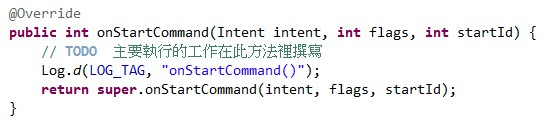 @Override
public int onStartCommand(Intent intent, int flags, int startId) {
// TODO 主要執行的工作在此方法裡撰寫
Log.d(LOG_TAG, "onStartCommand()");
return super.onStartCommand(intent, flags, startId);
}